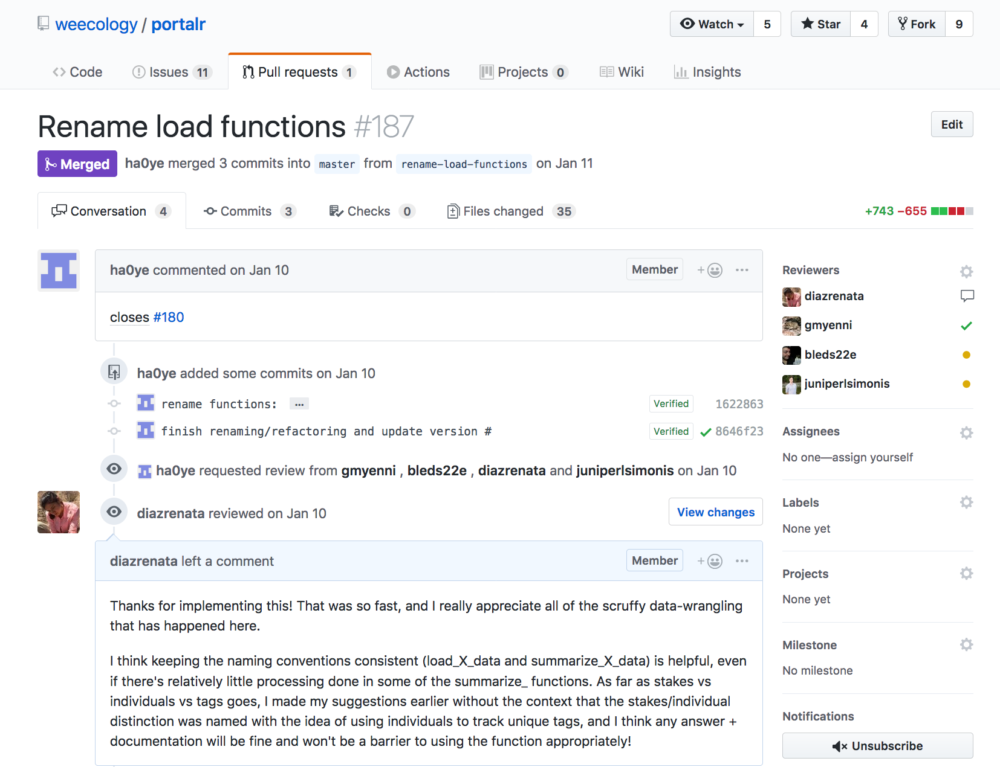 weecology / portalr
Watch 5
Star 4
Fork 9
Code
Issues 11
Pull requests 1
Actions
Projects 0
Wiki
Insights
Rename load functions #187
Edit
Merged
ha0ye merged 3 commits into master from rename-load-functions on Jan 11
Conversation 4
Commits 3
Checks 0
Files changed 35
+743 −655
ha0ye commented on Jan 10
Member
+
closes #180
ha0ye added some commits on Jan 10
rename functions: …
Verified
1622863
finish renaming/refactoring and update version #
Verified
8646f23
ha0ye requested review from gmyenni , bleds22e , diazrenata and juniperlsimonis on Jan 10
diazrenata reviewed on Jan 10
View changes
diazrenata left a comment
Member
+
Thanks for implementing this! That was so fast, and I really appreciate all of the scruffy data-wrangling
that has happened here.
I think keeping the naming conventions consistent (load_X_data and summarize_X_data) is helpful, even
if there's relatively little processing done in some of the summarize_ functions. As far as stakes vs
individuals vs tags goes, I made my suggestions earlier without the context that the stakes/individual
distinction was named with the idea of using individuals to track unique tags, and I think any answer +
documentation will be fine and won't be a barrier to using the function appropriately!
Reviewers
diazrenata
gmyenni
bleds22e
juniperlsimonis
Assignees
No one—assign yourself
Labels
None yet
Projects
None yet
Milestone
No milestone
Notifications
Unsubscribe